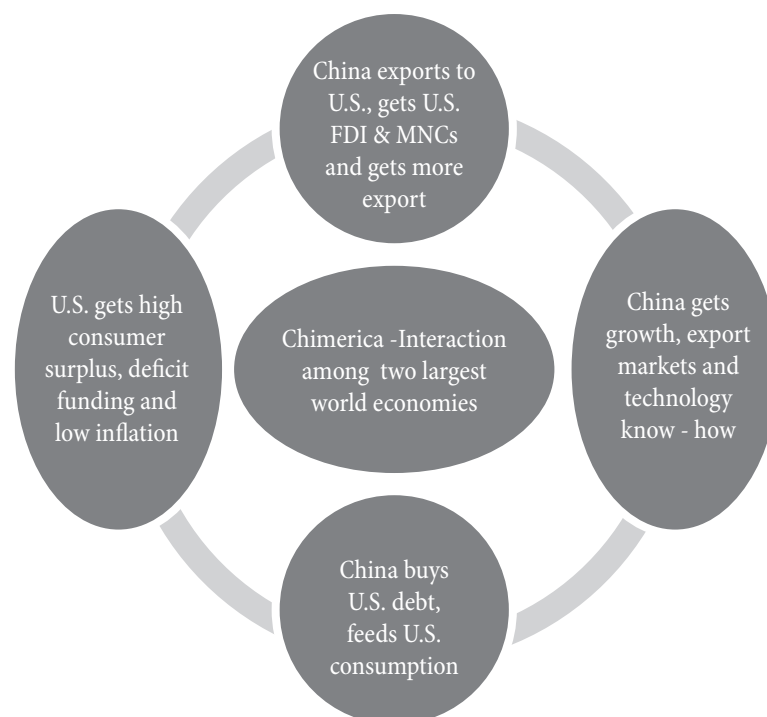 China exports to
U.S., gets U.S.
FDI & MNCs
and gets more
export
U.S. gets high
consumer
surplus, deficit
funding and
low inflation
Chimerica -Interaction
among two largest
world economies
China gets
growth, export
markets and
technology
know - how
China buys
U.S. debt,
feeds U.S.
consumption